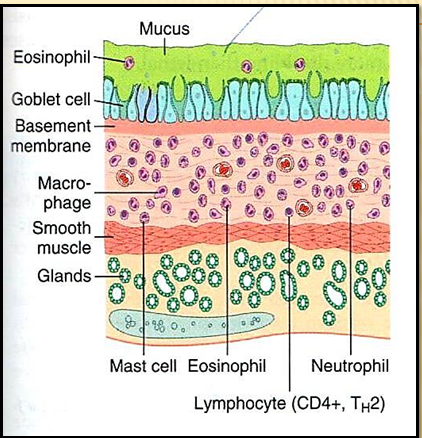 Mucus
Eosinophil
Goblet cell
Basement
membrane
Macro-
phage
Smooth
muscle
Glands
Mast cell
Eosinophil
Neutrophil
Lymphocyte (CD4+, TH2)